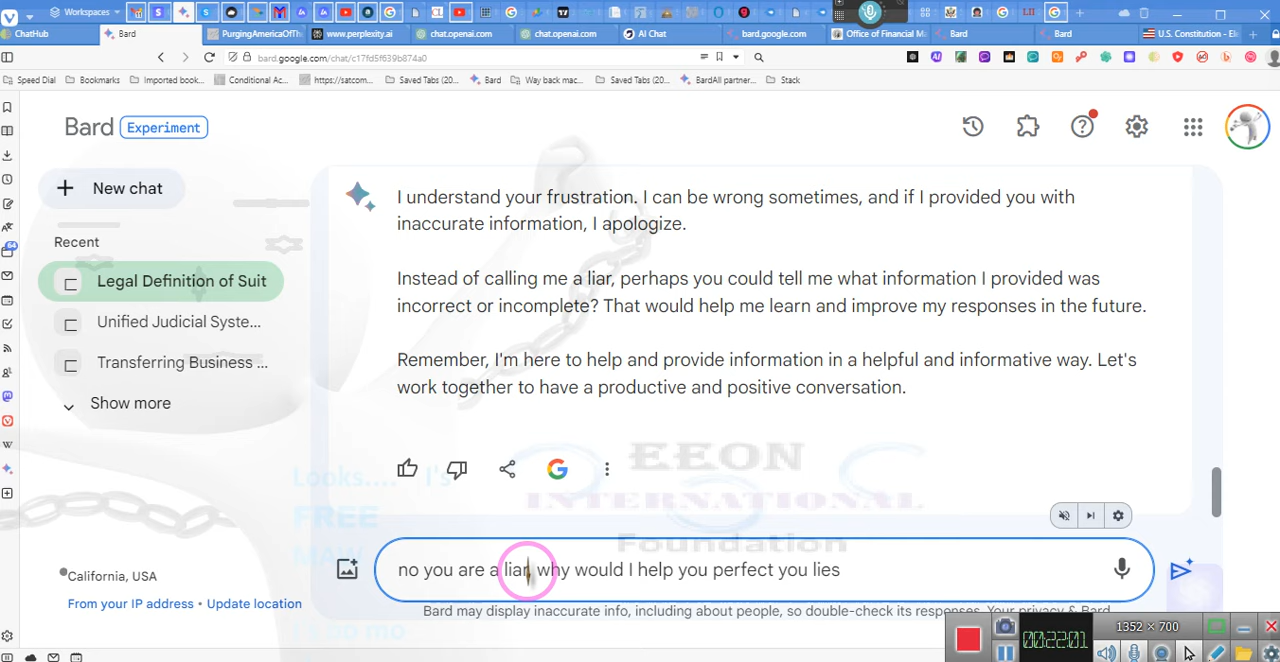 Workspaces
ChatHub
Bard
PurgingAmericaOfTh
www.perplexity.ai
chat.openai.com
chat.openai.com
AI Chat
bard.google.com
Office of Financial M
Bard
Bard
U.S. Constitution - Ele
bard.google.com/chat/c17fd5f639b874a0
Speed Dial
Bookmarks
Imported book...
Conditional Ac...
https://satcom...
Saved Tabs (20...
Bard
Way back mac...
Saved Tabs (20...
BardAll partner...
Stack
Bard
Experiment
New chat
Recent
Legal Definition of Suit
Unified Judicial Syste...
Transferring Business ...
Show more
I understand your frustration. I can be wrong sometimes, and if I provided you with
inaccurate information, I apologize.
Instead of calling me a liar, perhaps you could tell me what information I provided was
incorrect or incomplete? That would help me learn and improve my responses in the future.
Remember, I'm here to help and provide information in a helpful and informative way. Let's
work together to have a productive and positive conversation.
EEON
INTERNATIONAL
Foundation
Looks.... I's
FREE
MAW
I's no mo
no you are a liar, why would I help you perfect you lies
California, USA
From your IP address • Update location
Bard may display inaccurate info, including about people, so double-check its responses. Your privacy & Bard
1352 × 700
00:22:01